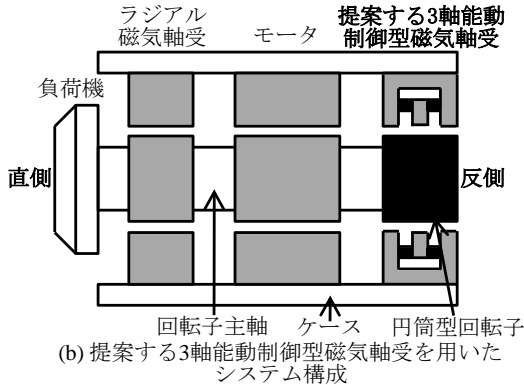 ラジアル
磁気軸受
モータ
提案する3軸能動
制御型磁気軸受
負荷機
直側
反側
回転子主軸
ケース
円筒型回転子
(b) 提案する3軸能動制御型磁気軸受を用いた
システム構成